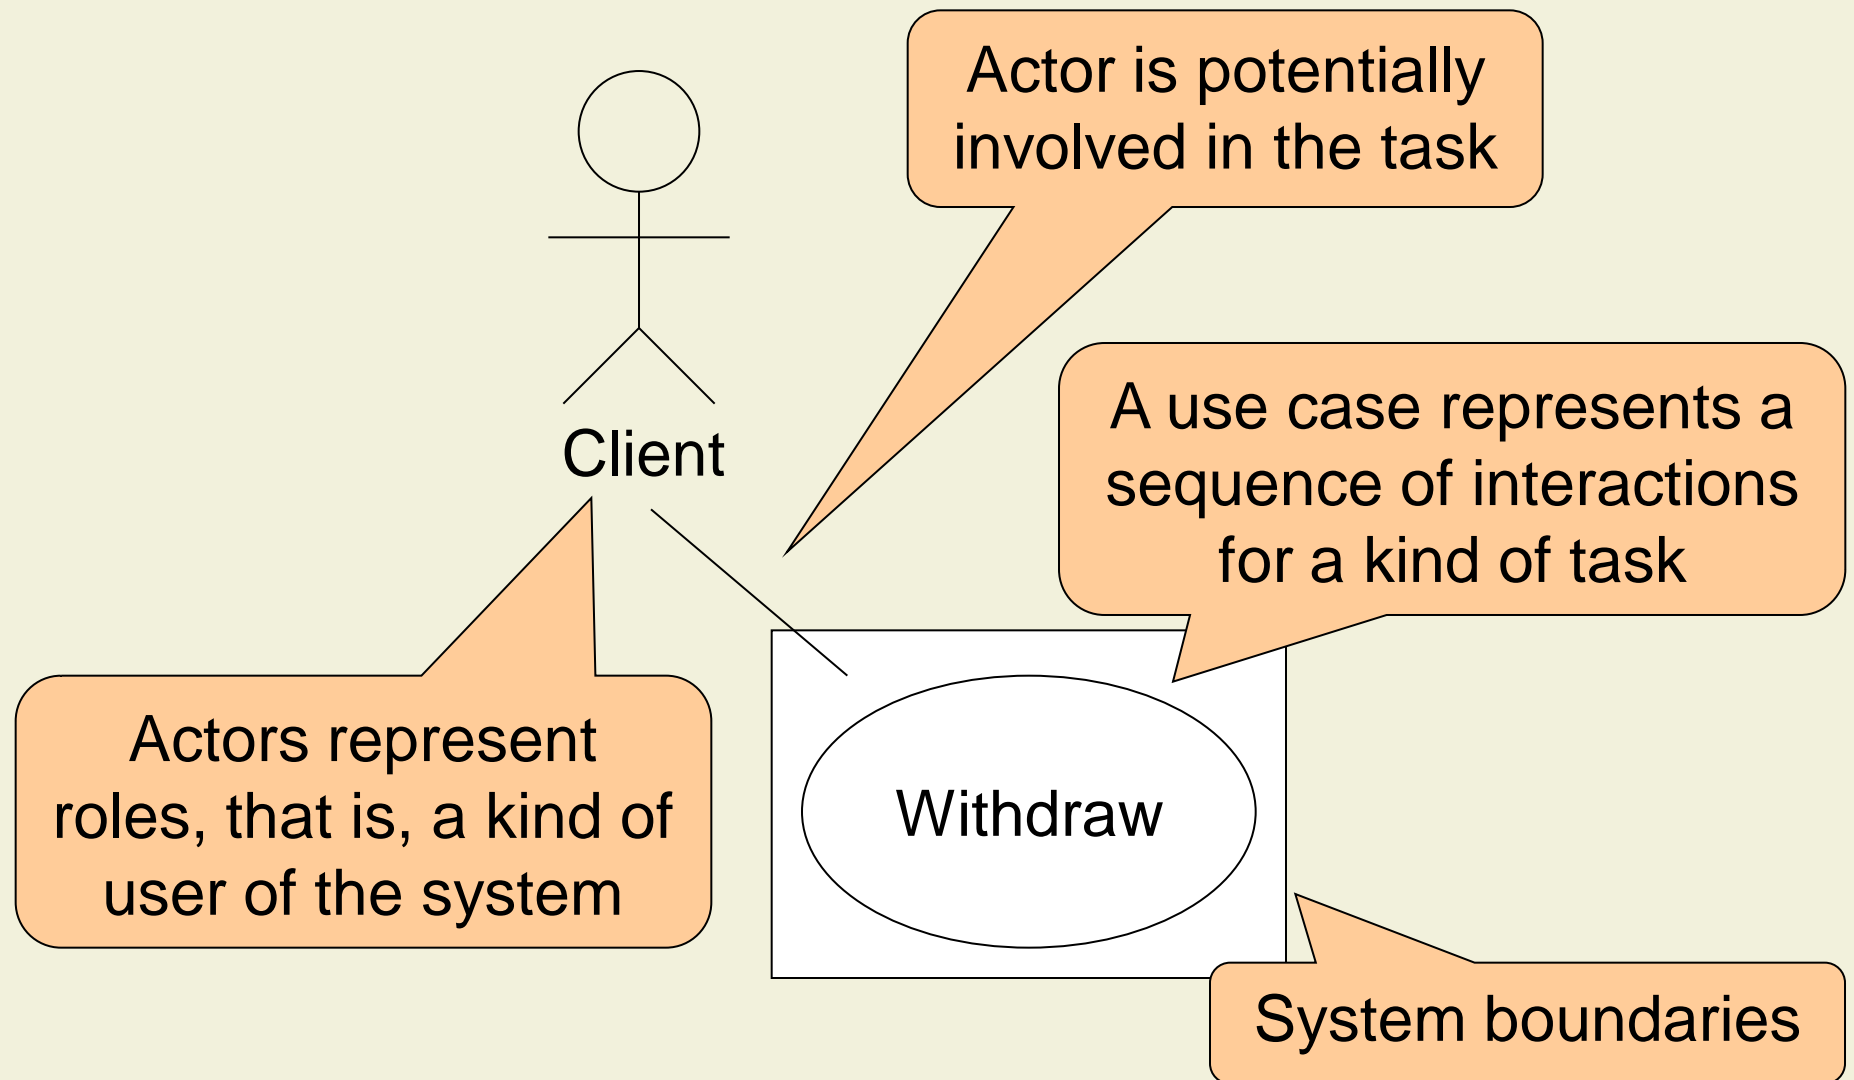 Actor is potentially
involved in the task
Client
A use case represents a
sequence of interactions
for a kind of task
Actors represent
roles, that is, a kind of
user of the system
Withdraw
System boundaries